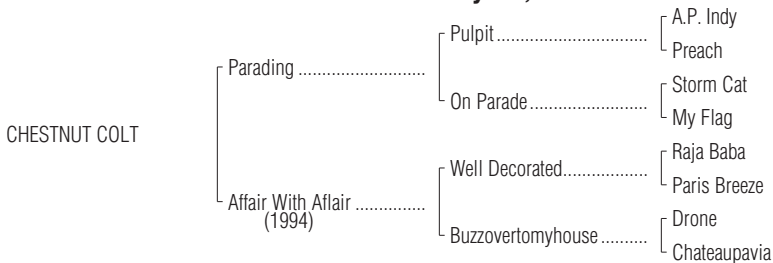 A.P. Indy
Pulpit
Preach
Parading
Storm Cat
On Parade
My Flag
CHESTNUT COLT
Raja Baba
Well Decorated
Paris Breeze
Affair With Aflair
(1994)
Drone
Buzzovertomyhouse
Chateaupavia